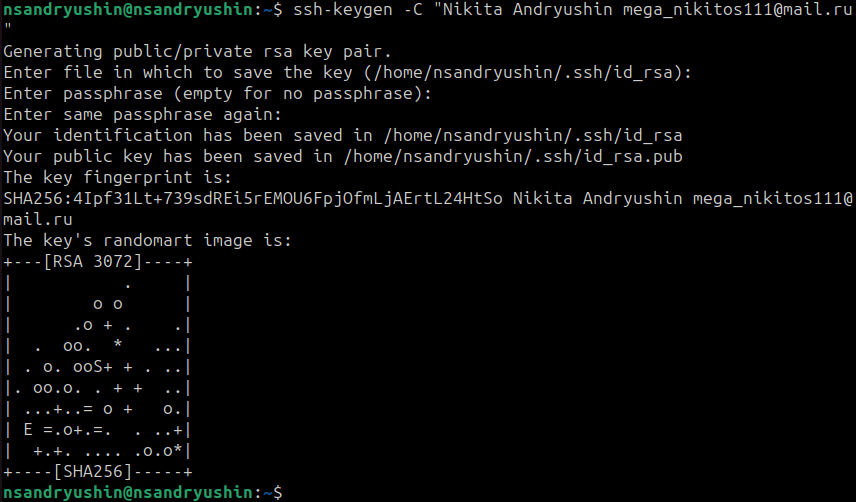 nsandryushin@nsandryushin:~$ ssh-keygen -C "Nikita Andryushin mega_nikitos111@mail.ru
"
Generating public/private rsa key pair.
Enter file in which to save the key (/home/nsandryushin/.ssh/id_rsa):
Enter passphrase (empty for no passphrase):
Enter same passphrase again:
Your identification has been saved in /home/nsandryushin/.ssh/id_rsa
Your public key has been saved in /home/nsandryushin/.ssh/id_rsa.pub
The key fingerprint is:
SHA256:4Ipf31Lt+739sdREi5rEMOU6FpjOfmLjAErtL24HtSo Nikita Andryushin mega_nikitos111@
mail.ru
The key's randomart image is:
+---[RSA 3072]----+
|            .     |
|         o o      |
|       .o + .    .|
|  .  oo.  *   ...|
| . o. ooS+ + . ..|
|. oo.o. . + +  ..|
| ...+..= o +   o.|
| E =.o+.=.  . ..+|
|  +.+. .... .o.o*|
+----[SHA256]-----+
nsandryushin@nsandryushin:~$